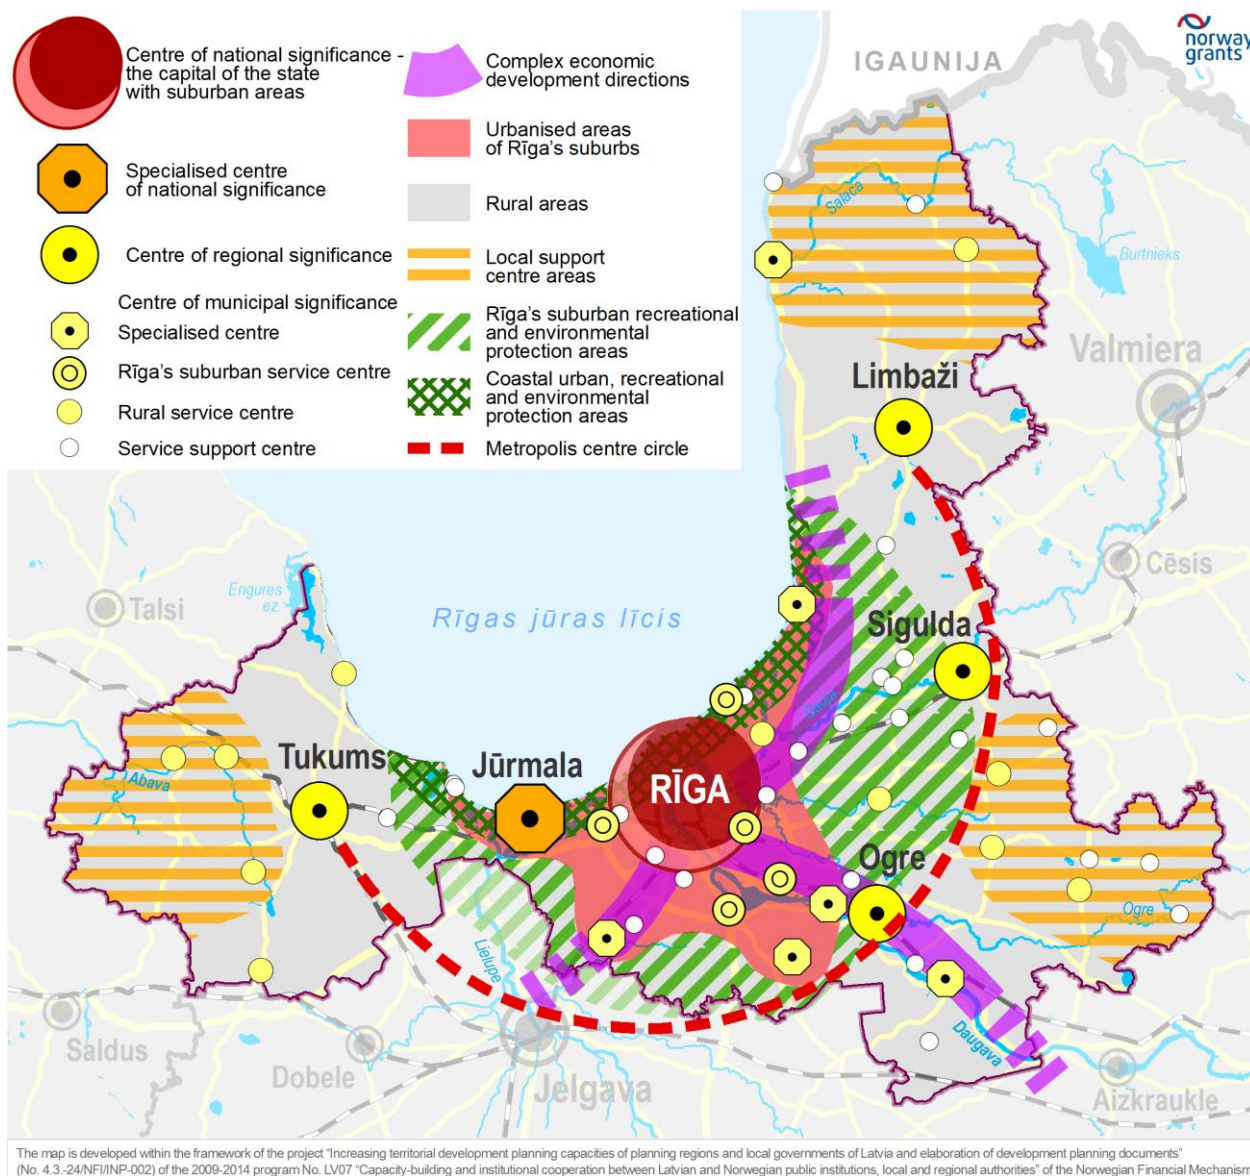 Centre of national significance -
the capital of the state
with suburban areas
Specialised centre
of national significance
Centre of regional significance
Centre of municipal significance
Specialised centre
Rīga's suburban service centre
Rural service centre
Service support centre
Complex economic
development directions
Urbanised areas
of Rīga's suburbs
Rural areas
Local support
centre areas
Rīga's suburban recreational
and environmental
protection areas
Coastal urban, recreational
and environmental
protection areas
Metropolis centre circle
norway
grants
IGAUNIJA
Salaca
Burtnieks
Valmiera
Limbaži
Cēsis
Talsi
Engures
ez.
Rīgas jūras līcis
Sigulda
Gauja
Tukums
Jūrmala
RĪGA
Abava
Ogre
Ogre
Lielupe
Saldus
Dobele
Jelgava
Daugava
Aizkraukle
The map is developed within the framework of the project "Increasing territorial development planning capacities of planning regions and local governments of Latvia and elaboration of development planning documents"
(No. 4.3.-24/NFI/INP-002) of the 2009-2014 program No. LV07 "Capacity-building and institutional cooperation between Latvian and Norwegian public institutions, local and regional authorities" of the Norwegian Financial Mechanism